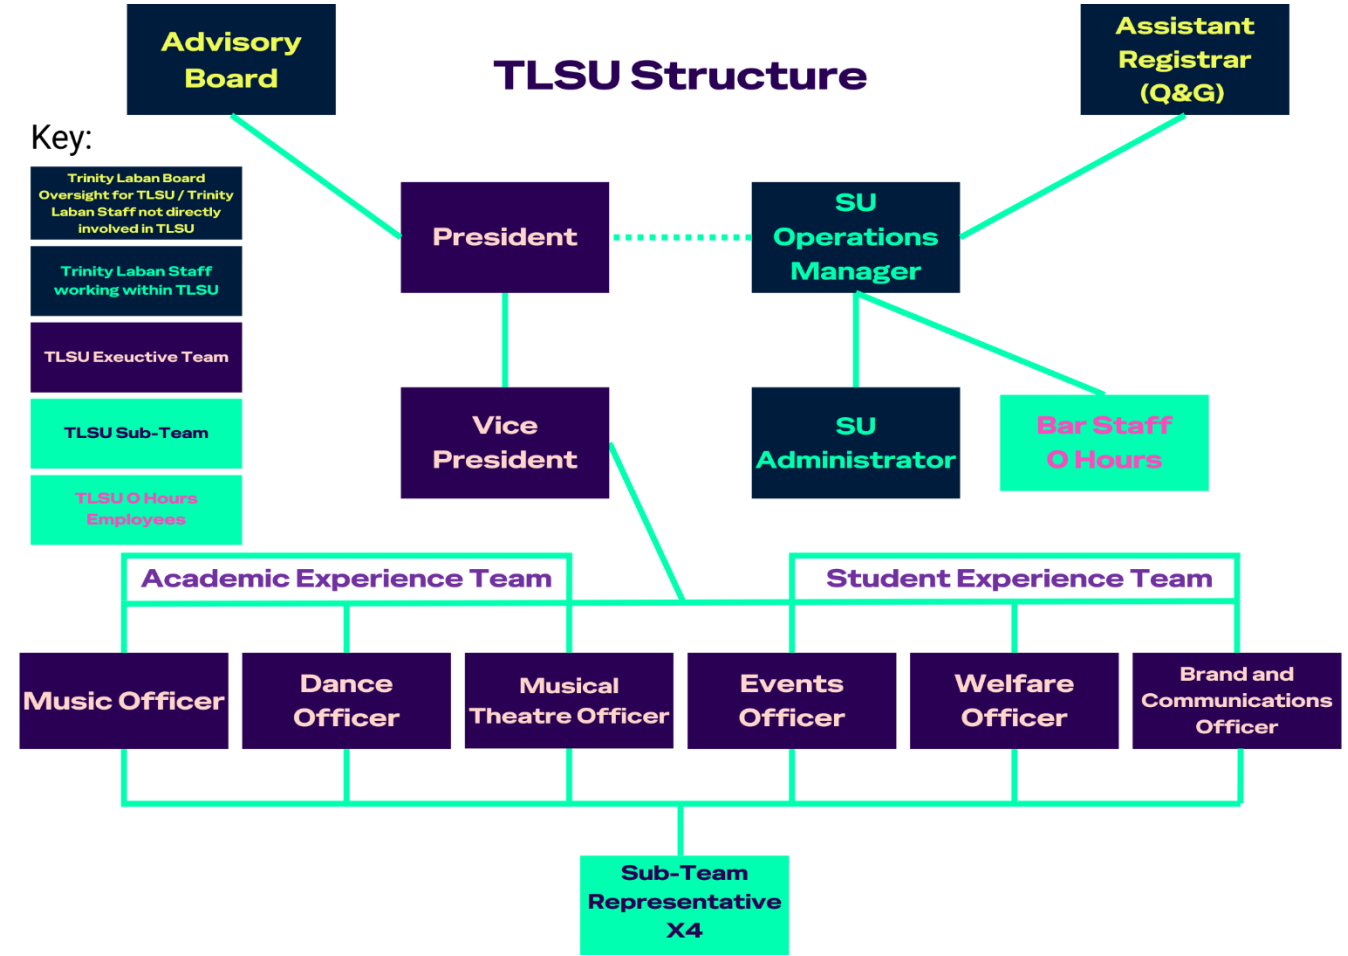 Advisory
Board
TLSU Structure
Assistant
Registrar
(Q&G)
Key:
Trinity Laban Board
Oversight for TLSU / Trinity
Laban Staff not directly
involved in TLSU
Trinity Laban Staff
working within TLSU
TLSU Exeuctive Team
TLSU Sub-Team
TLSU 0 Hours
Employees
President
SU
Operations
Manager
Vice
President
SU
Administrator
Bar Staff
0 Hours
Academic Experience Team
Student Experience Team
Music Officer
Dance
Officer
Musical
Theatre Officer
Events
Officer
Welfare
Officer
Brand and
Communications
Officer
Sub-Team
Representative
X4